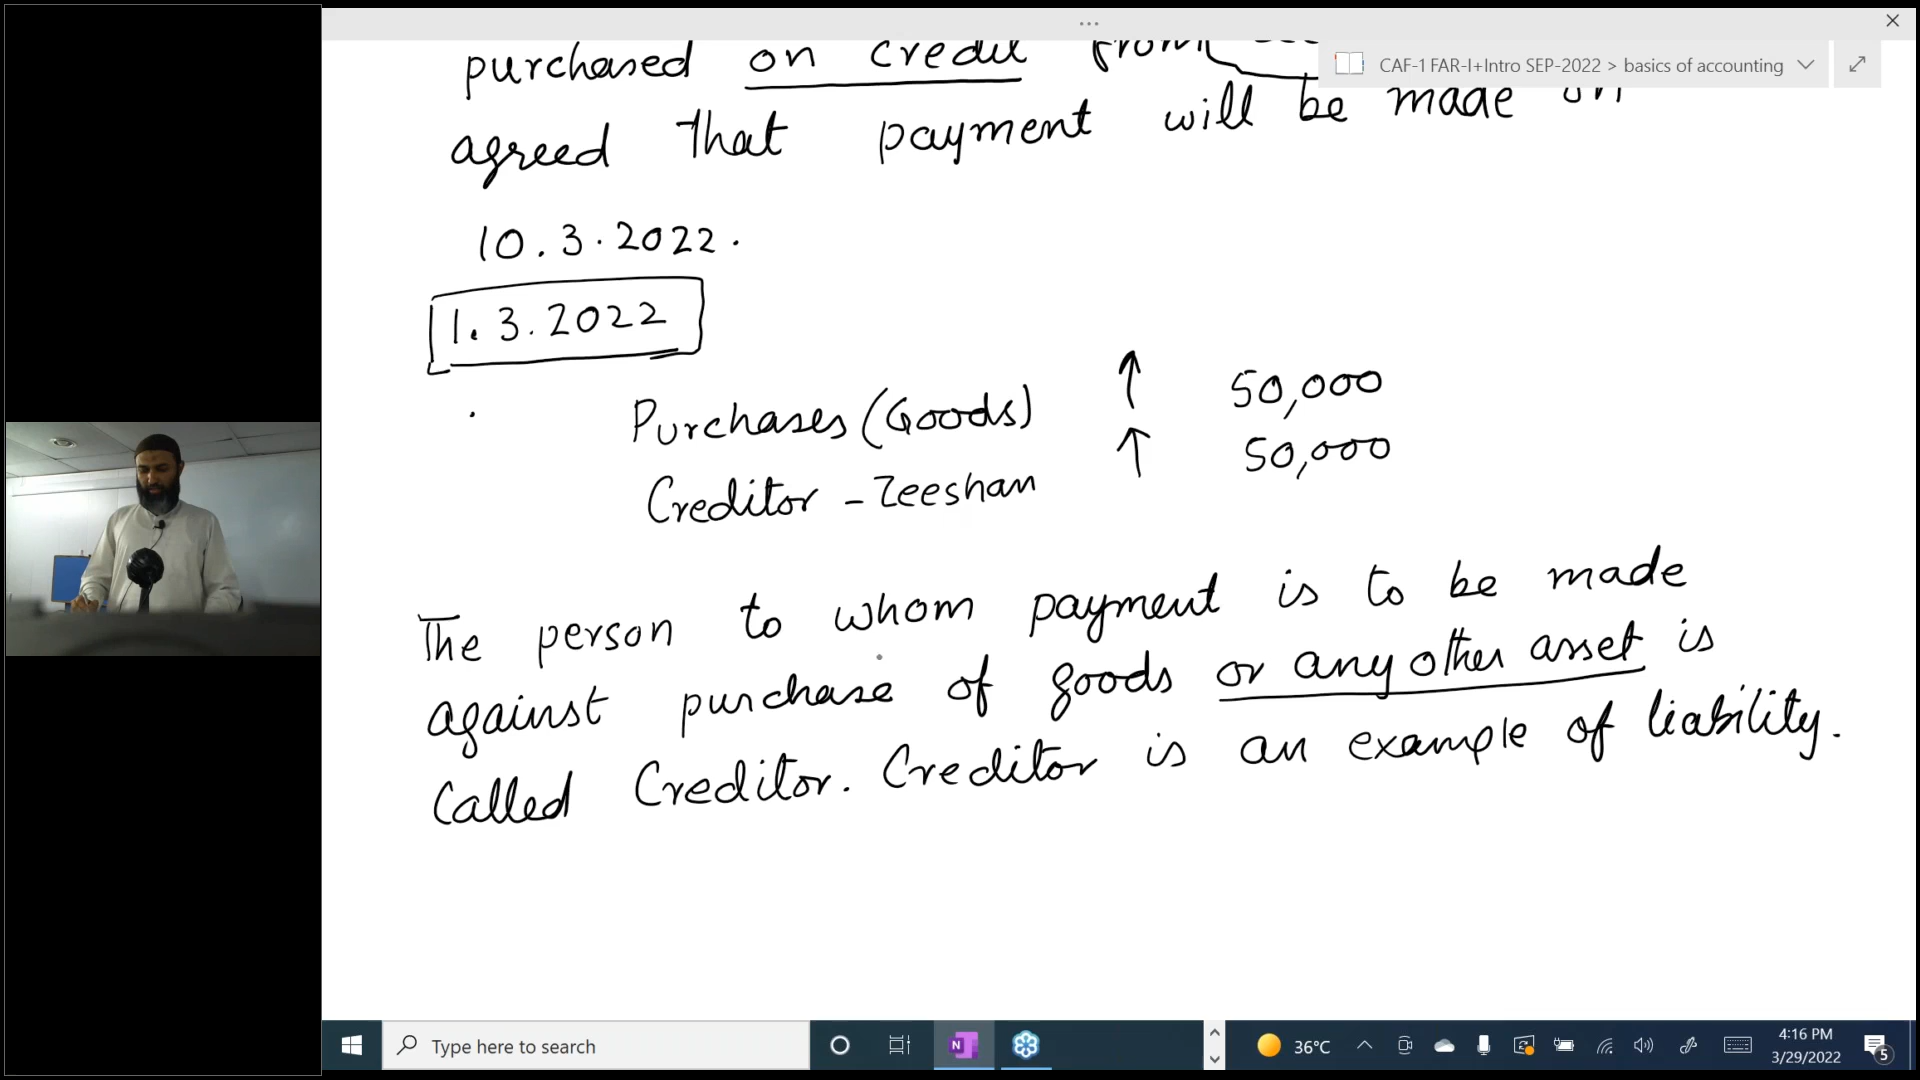 purchased on credit from
CAF-1 FAR-I+Intro SEP-2022 > basics of accounting
agreed that payment will be made on
10.3.2022.
1.3.2022
Purchases (Goods) ↑ 50,000
Creditor - Zeeshan ↑ 50,000
The person to whom payment is to be made
against purchase of goods or any other asset is
called Creditor. Creditor is an example of liability.
Type here to search
N
36°C
4:16 PM
3/29/2022
5